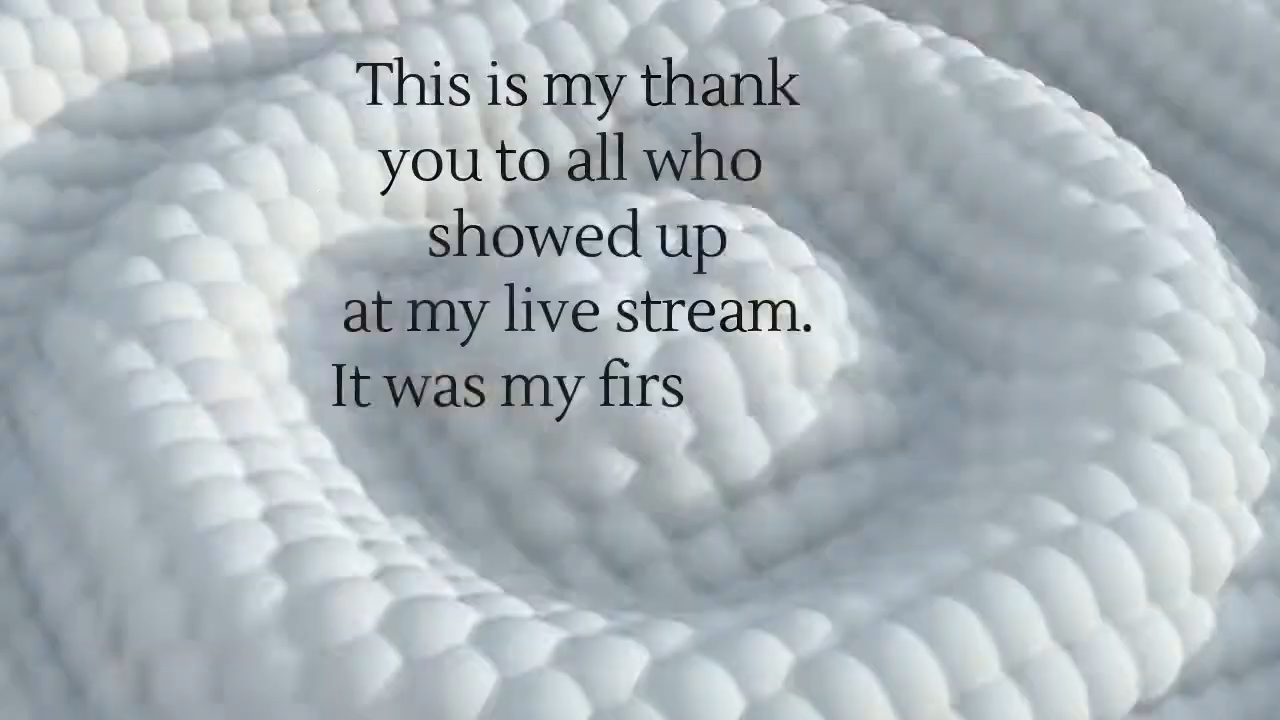 This is my thank
you to all who
showed up
at my live stream.
It was my firs